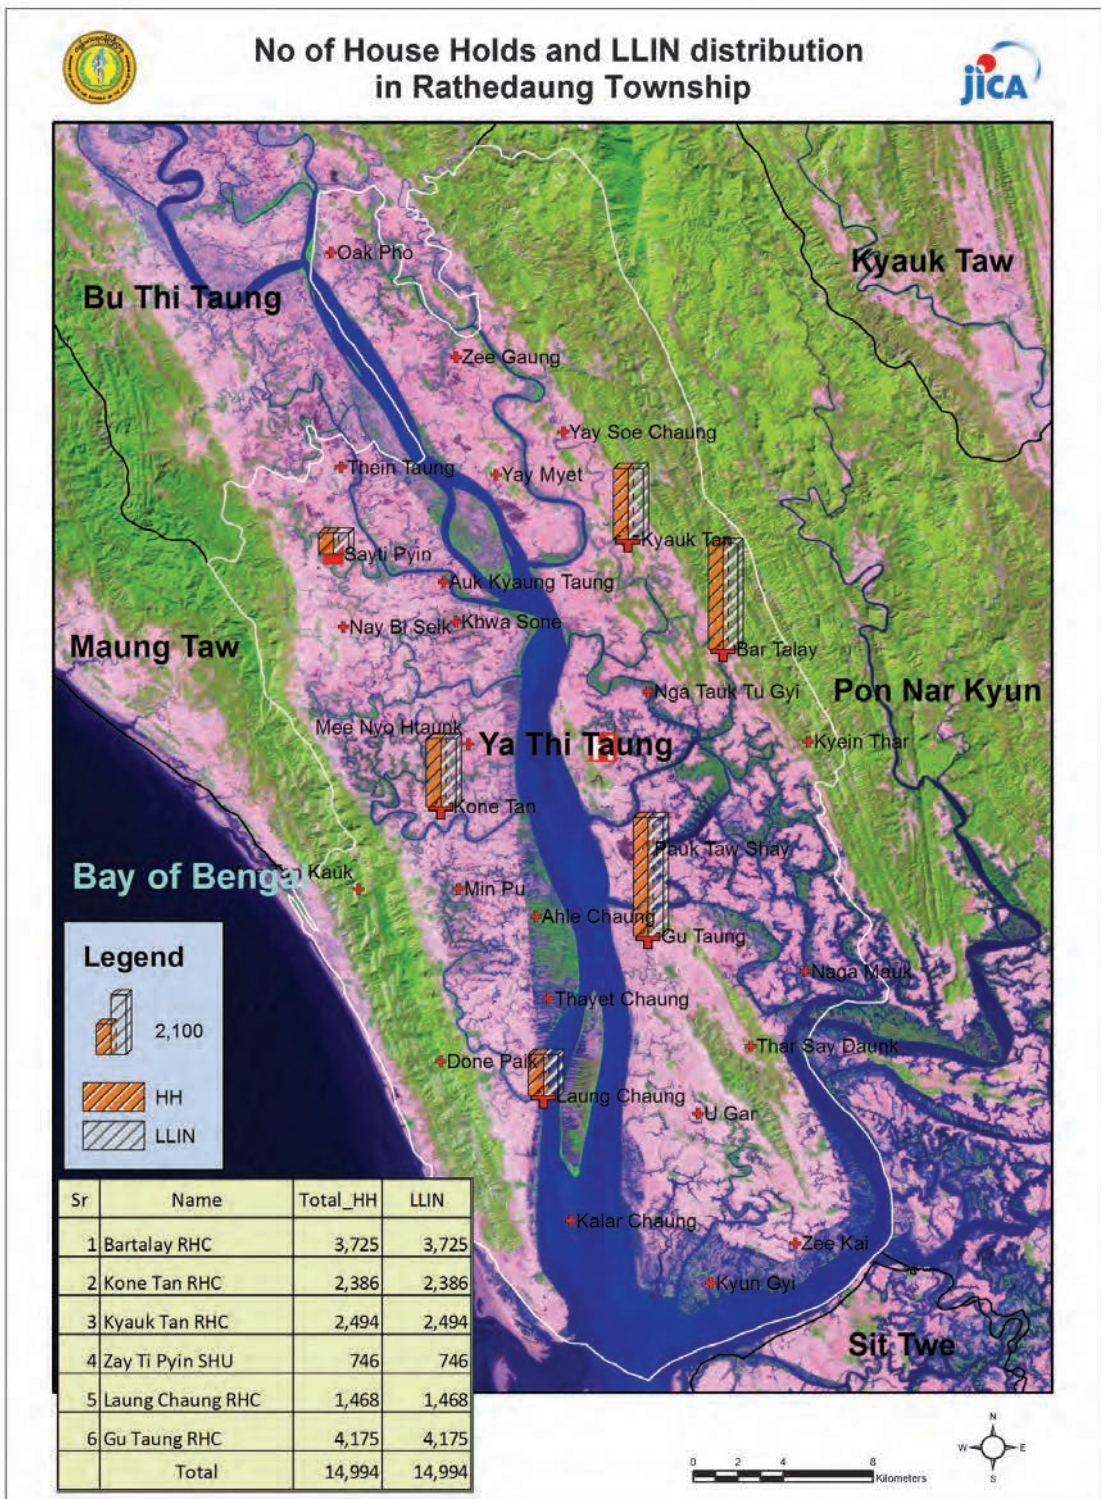 No of House Holds and LLIN distribution
in Rathedaung Township
jICA
Kyauk Taw
Oak Pho
Bu Thi Taung
Zee Gaung
Yay Soe Chaung
Thein Taung
Yay Myet
Kyauk Tan
Sayti Pyin
Auk Kyaung Taung
Khwa Sone
Nay Bi Seik
Maung Taw
Bar Talay
Nga Tauk Tu Gyi
Pon Nar Kyun
Mee Nyo Htaunk
Ya Thi Taung
Kyein Thar
Kone Tan
Pauk Taw Shay
Bay of Bengal
Kauk
Min Pu
Ahle Chaung
Gu Taung
Naga Mauk
Thayet Chaung
Thar Say Daunk
Done Paik
Laung Chaung
U Gar
Kalar Chaung
Zee Kai
Kyun Gyi
Sit Twe
Legend
2,100
HH
LLIN
Sr Name Total_HH LLIN
1 Bartalay RHC 3,725 3,725
2 Kone Tan RHC 2,386 2,386
3 Kyauk Tan RHC 2,494 2,494
4 Zay Ti Pyin SHU 746 746
5 Laung Chaung RHC 1,468 1,468
6 Gu Taung RHC 4,175 4,175
Total 14,994 14,994
N
W E
S
0 2 4 8
Kilometers